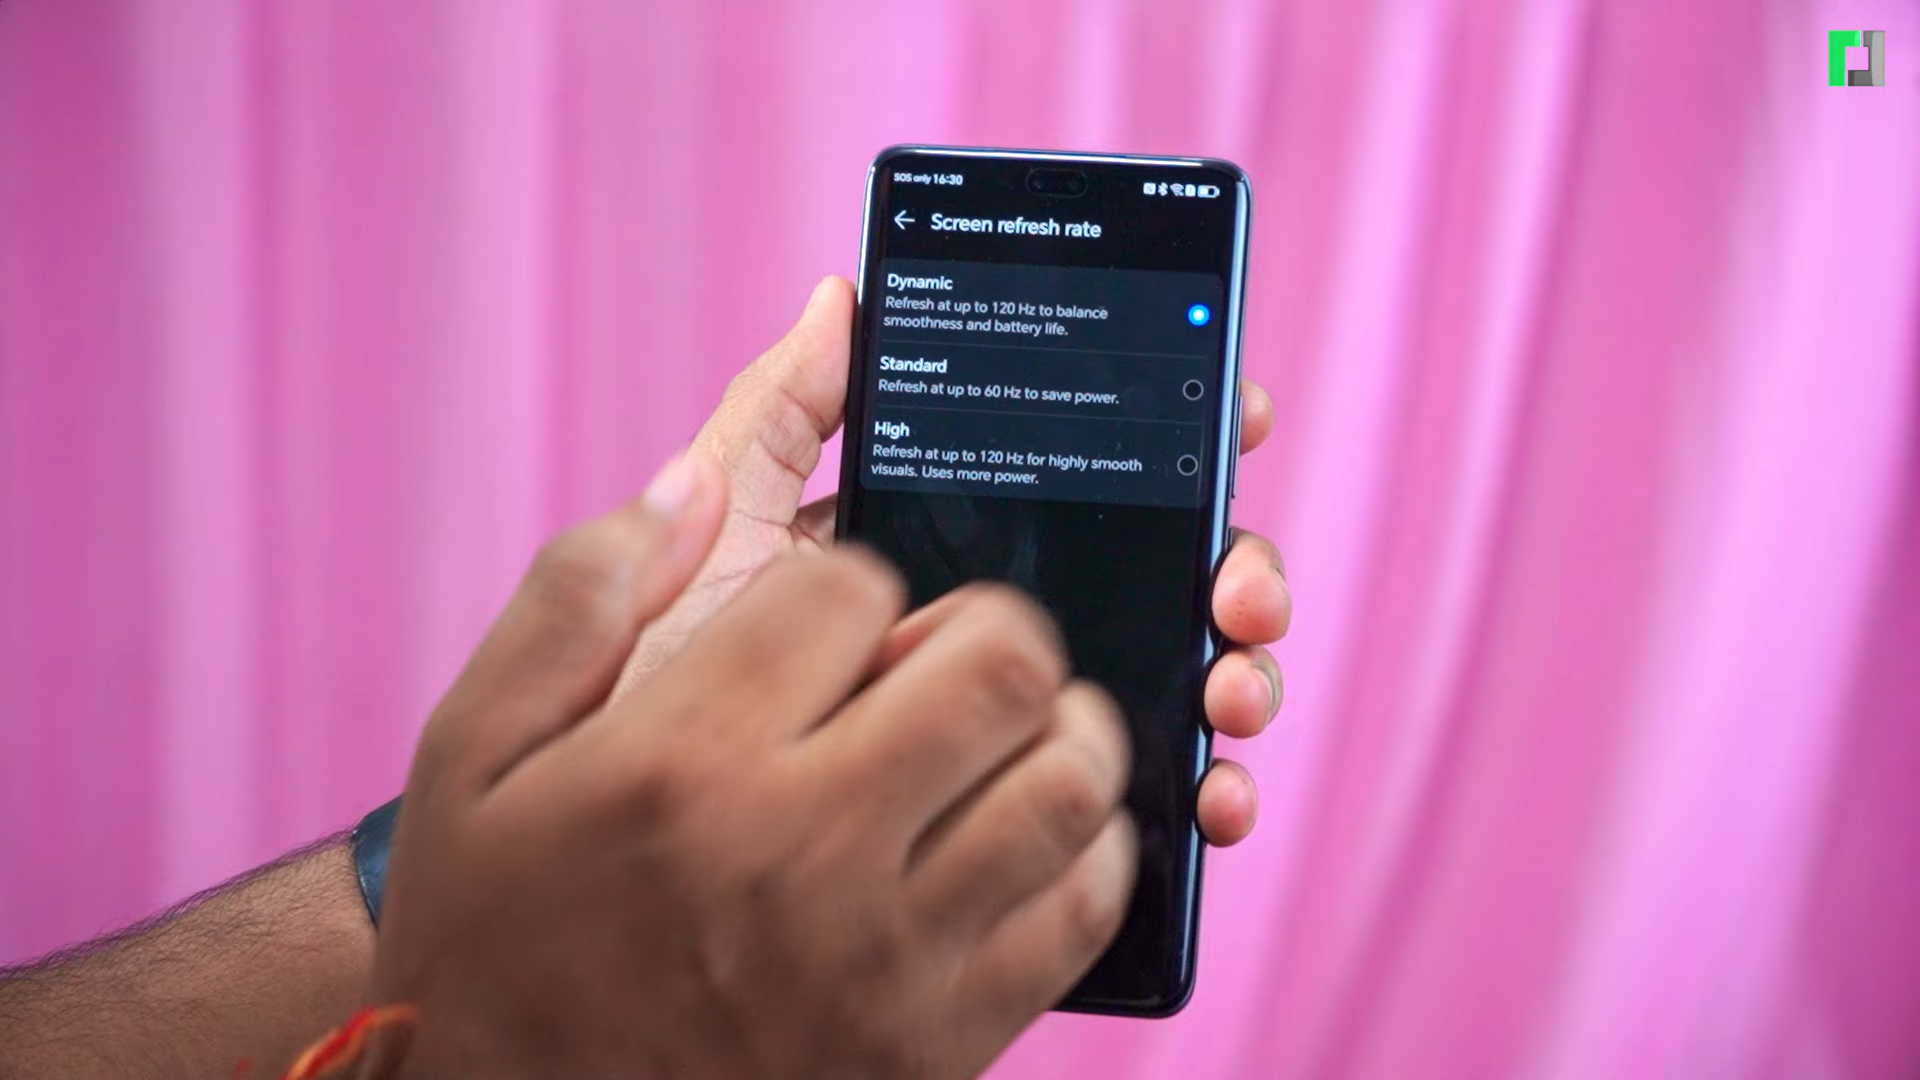 SOS only 16:30
Screen refresh rate
Dynamic
Refresh at up to 120 Hz to balance
smoothness and battery life.
Standard
Refresh at up to 60 Hz to save power.
High
Refresh at up to 120 Hz for highly smooth
visuals. Uses more power.